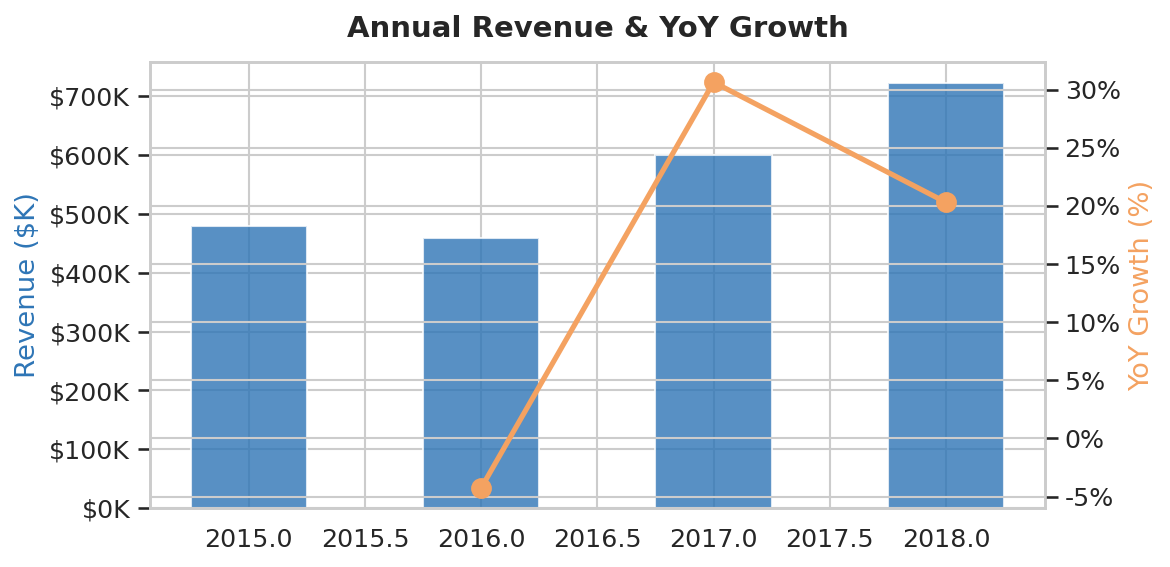 Annual Revenue & YoY Growth
Revenue ($K)
$700K
$600K
$500K
$400K
$300K
$200K
$100K
$0K
2015.0 2015.5 2016.0 2016.5 2017.0 2017.5 2018.0
30%
25%
20%
15%
10%
5%
0%
-5%
YoY Growth (%)